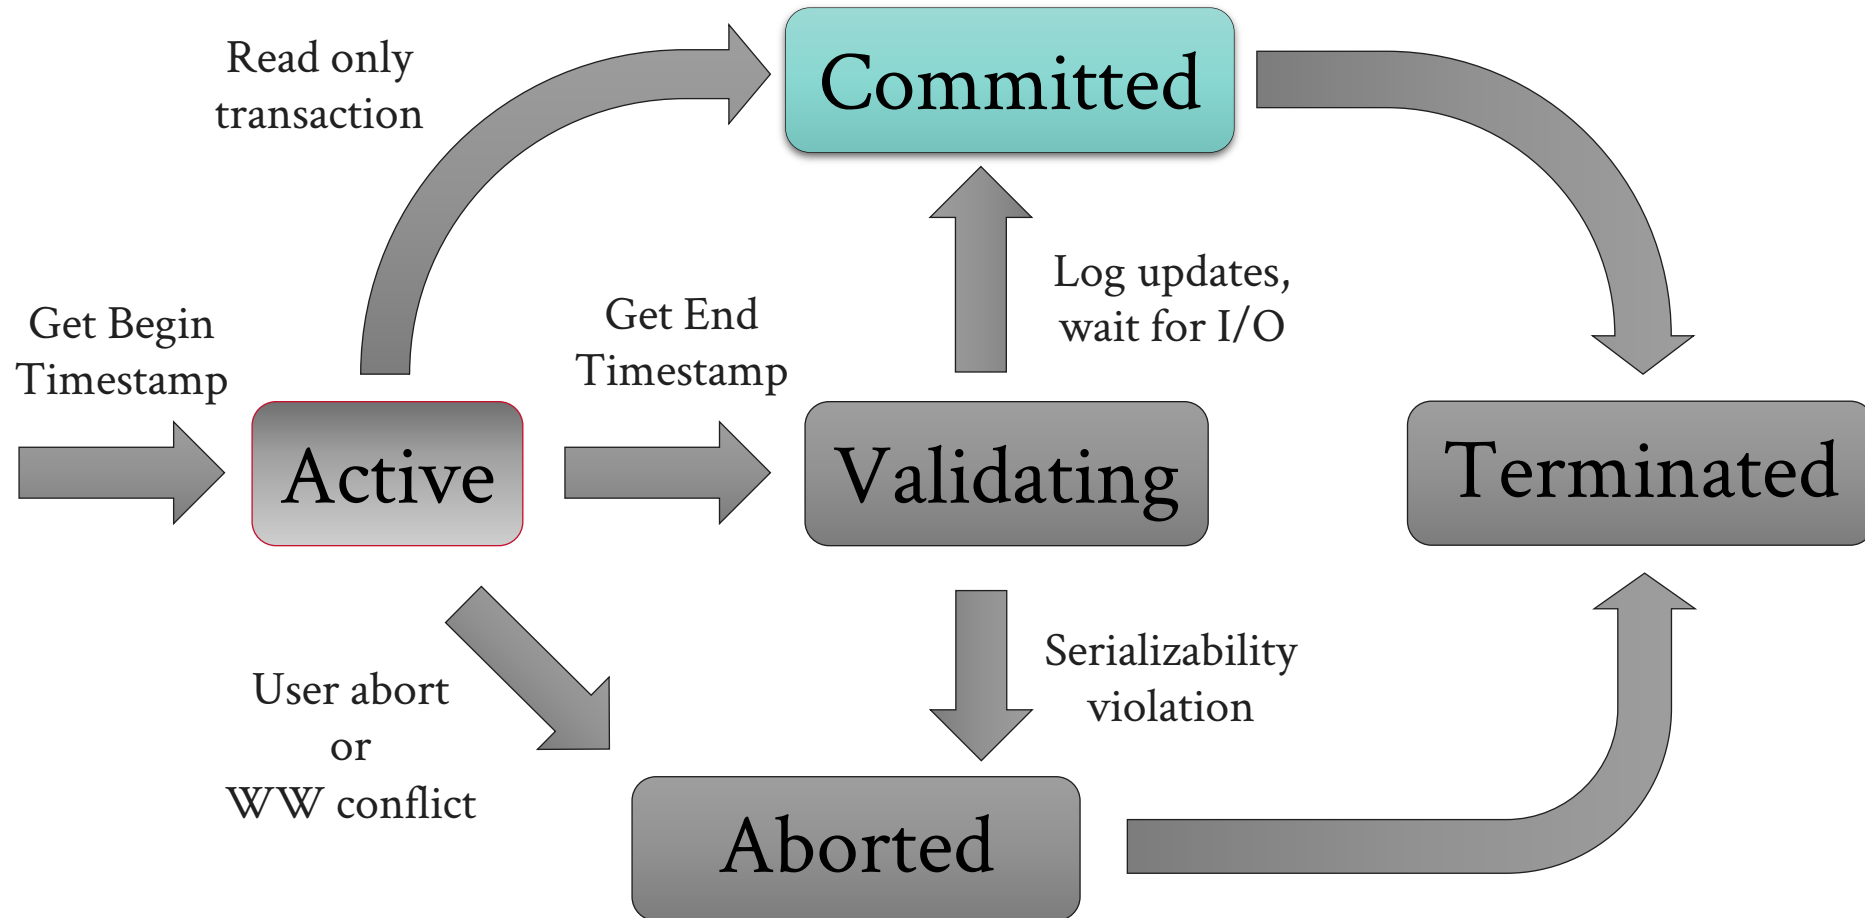 Read only
transaction
Committed
Get Begin
Timestamp
Get End
Timestamp
Log updates,
wait for I/O
Active
Validating
Terminated
User abort
or
WW conflict
Serializability
violation
Aborted